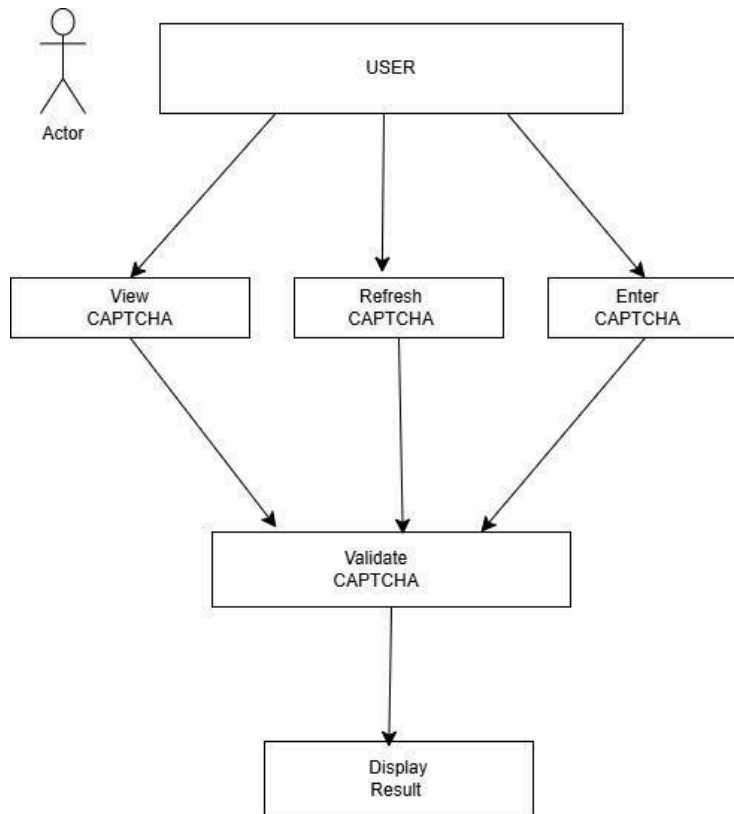 USER
Actor
View
CAPTCHA
Refresh
CAPTCHA
Enter
CAPTCHA
Validate
CAPTCHA
Display
Result